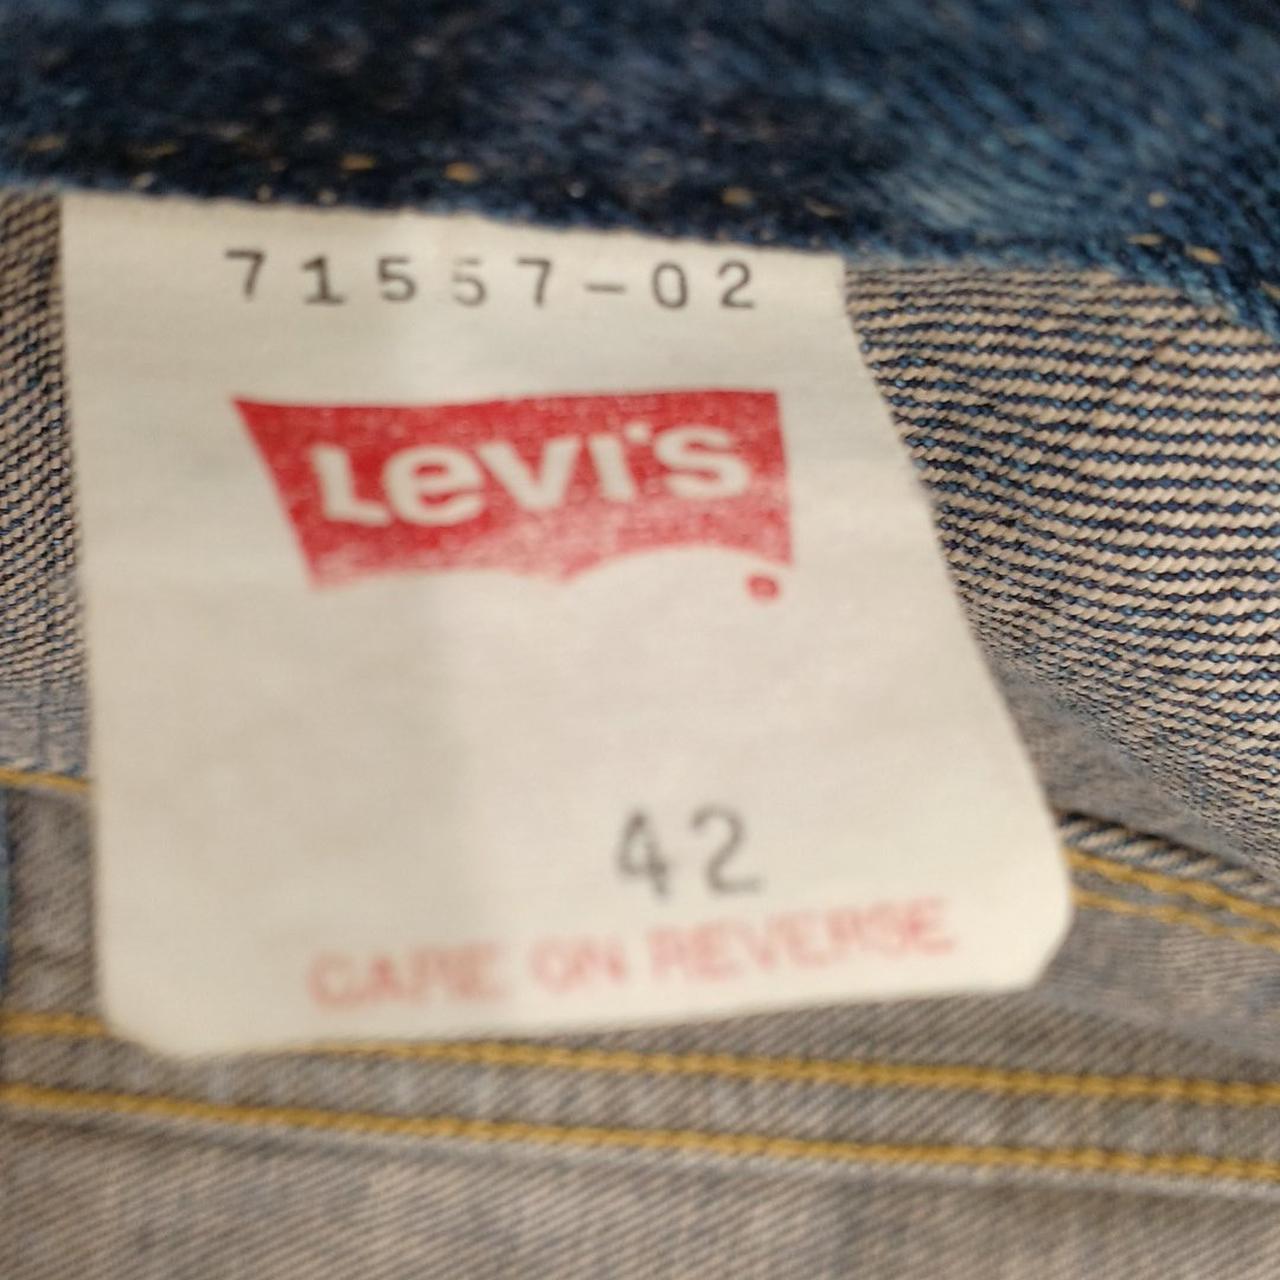 71557-02
Levi's
42
CARE ON REVERSE